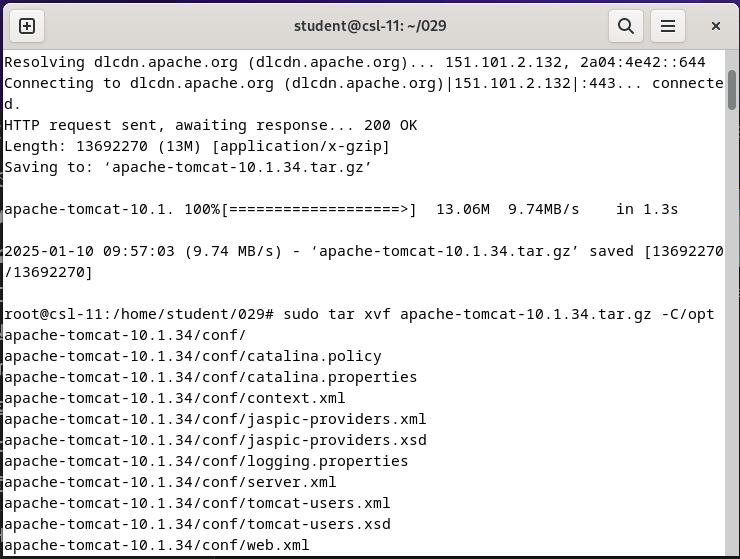 student@csl-11: ~/029
Resolving dlcdn.apache.org (dlcdn.apache.org)... 151.101.2.132, 2a04:4e42::644
Connecting to dlcdn.apache.org (dlcdn.apache.org)|151.101.2.132|:443... connecte
d.
HTTP request sent, awaiting response... 200 OK
Length: 13692270 (13M) [application/x-gzip]
Saving to: ‘apache-tomcat-10.1.34.tar.gz’
apache-tomcat-10.1. 100%[===================>]  13.06M  9.74MB/s    in 1.3s
2025-01-10 09:57:03 (9.74 MB/s) - ‘apache-tomcat-10.1.34.tar.gz’ saved [13692270
/13692270]
root@csl-11:/home/student/029# sudo tar xvf apache-tomcat-10.1.34.tar.gz -C/opt
apache-tomcat-10.1.34/conf/
apache-tomcat-10.1.34/conf/catalina.policy
apache-tomcat-10.1.34/conf/catalina.properties
apache-tomcat-10.1.34/conf/context.xml
apache-tomcat-10.1.34/conf/jaspic-providers.xml
apache-tomcat-10.1.34/conf/jaspic-providers.xsd
apache-tomcat-10.1.34/conf/logging.properties
apache-tomcat-10.1.34/conf/server.xml
apache-tomcat-10.1.34/conf/tomcat-users.xml
apache-tomcat-10.1.34/conf/tomcat-users.xsd
apache-tomcat-10.1.34/conf/web.xml